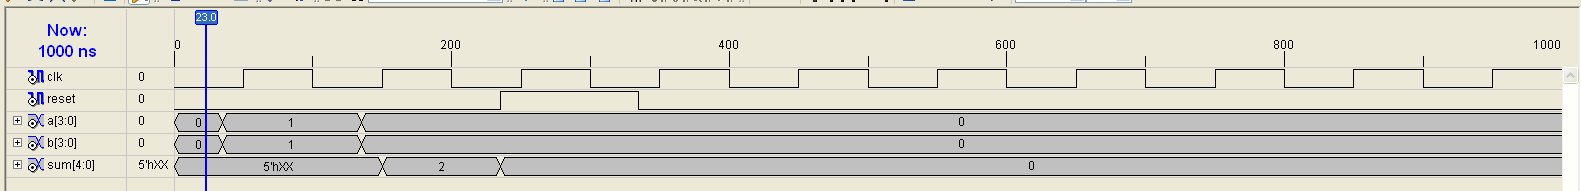 23.0
Now:
1000 ns
0 200 400 600 800 1000
clk 0
reset 0
a[3:0] 0 0 1 0
b[3:0] 0 0 1 0
sum[4:0] 5'hXX 5'hXX 2 0